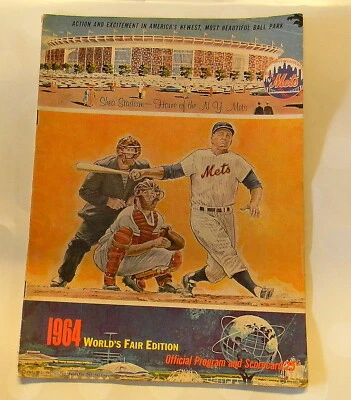 ACTION AND EXCITEMENT IN AMERICA'S NEWEST, MOST BEAUTIFUL BALL PARK
Shea Stadium — Home of the N.Y. Mets
Mets
Mets
1964 WORLD'S FAIR EDITION
Official Program and Scorecard 25¢